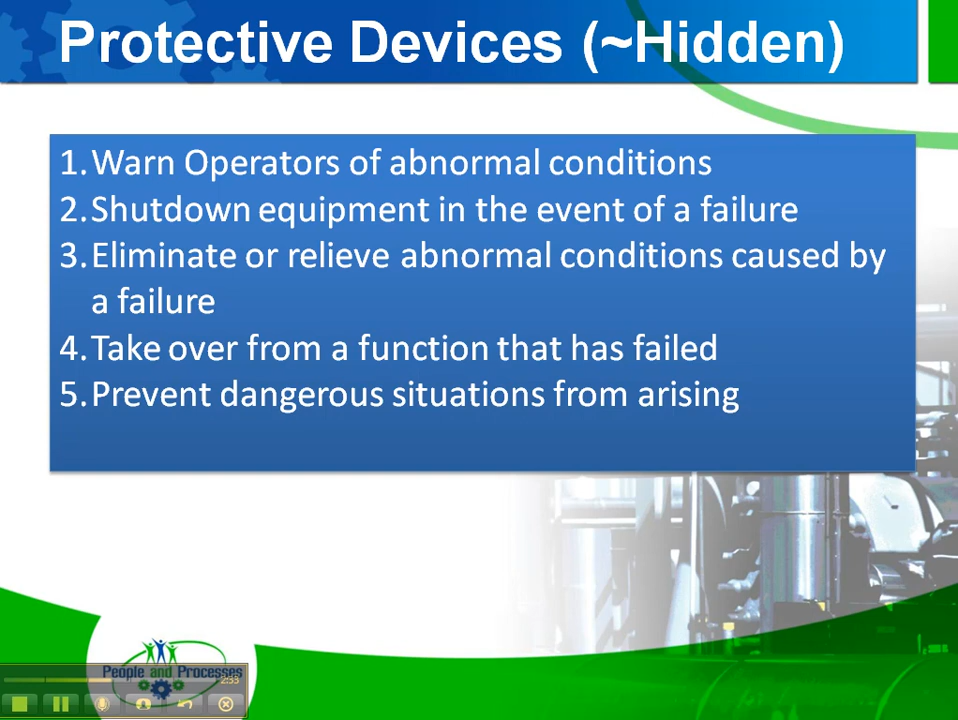 Protective Devices (~Hidden)
1. Warn Operators of abnormal conditions
2. Shutdown equipment in the event of a failure
3. Eliminate or relieve abnormal conditions caused by
a failure
4. Take over from a function that has failed
5. Prevent dangerous situations from arising
People and Processes
2:33